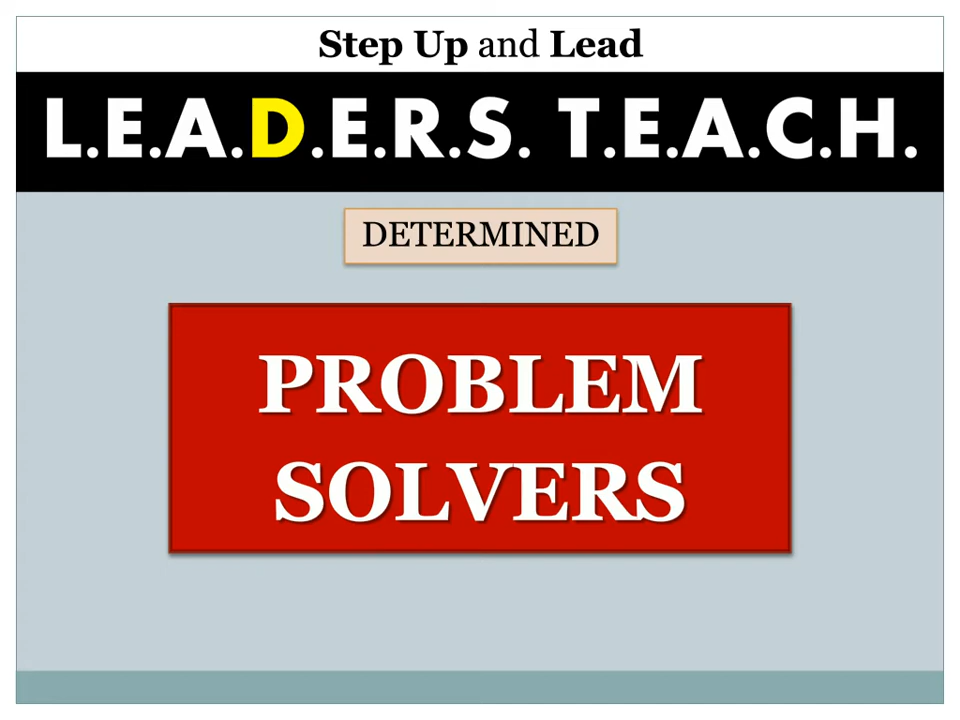 Step Up and Lead
L.E.A.D.E.R.S. T.E.A.C.H.
DETERMINED
PROBLEM
SOLVERS